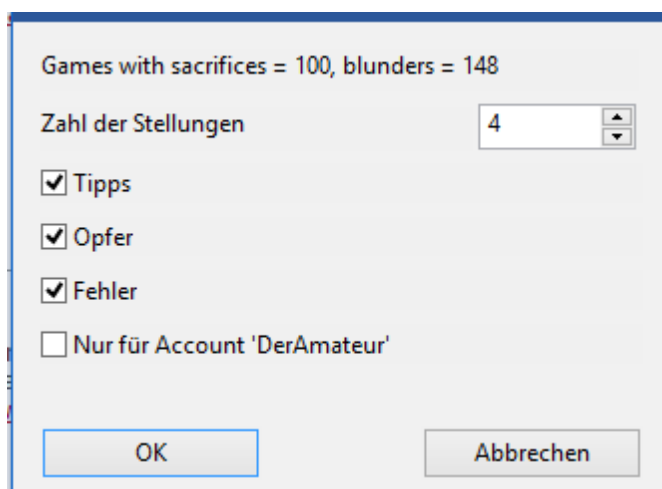 Games with sacrifices = 100, blunders = 148
Zahl der Stellungen 4
Tipps
Opfer
Fehler
Nur für Account 'DerAmateur'
OK Abbrechen